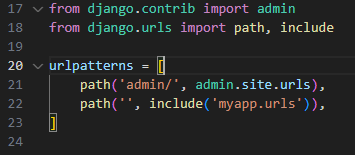 17 from django.contrib import admin
18 from django.urls import path, include
19
20 urlpatterns = [
21     path('admin/', admin.site.urls),
22     path('', include('myapp.urls')),
23 ]
24